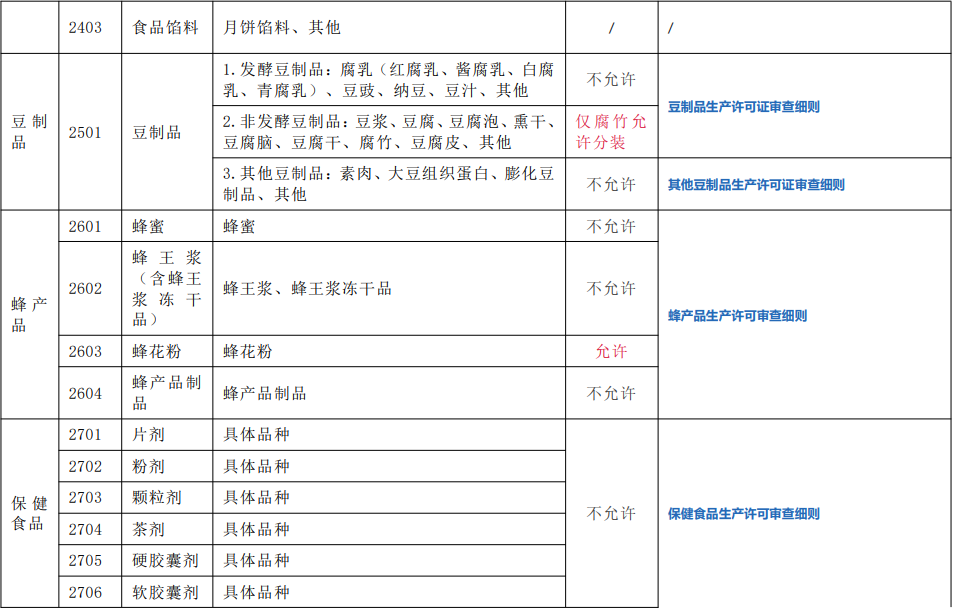 2403 食品馅料 月饼馅料、其他 / /
豆制品
2501 豆制品
1.发酵豆制品：腐乳（红腐乳、酱腐乳、白腐
乳、青腐乳）、豆豉、纳豆、豆汁、其他
不允许
豆制品生产许可证审查细则
2.非发酵豆制品：豆浆、豆腐、豆腐泡、熏干、
豆腐脑、豆腐干、腐竹、豆腐皮、其他
仅腐竹允
许分装
3.其他豆制品：素肉、大豆组织蛋白、膨化豆
制品、其他
不允许
其他豆制品生产许可证审查细则
蜂产
品
2601 蜂蜜 蜂蜜 不允许
2602
蜂王浆
（含蜂王
浆冻干
品）
蜂王浆、蜂王浆冻干品 不允许
蜂产品生产许可审查细则
2603 蜂花粉 蜂花粉 允许
2604
蜂产品制
品
蜂产品制品 不允许
保健
食品
2701 片剂 具体品种
2702 粉剂 具体品种
2703 颗粒剂 具体品种
不允许
保健食品生产许可审查细则
2704 茶剂 具体品种
2705 硬胶囊剂 具体品种
2706 软胶囊剂 具体品种